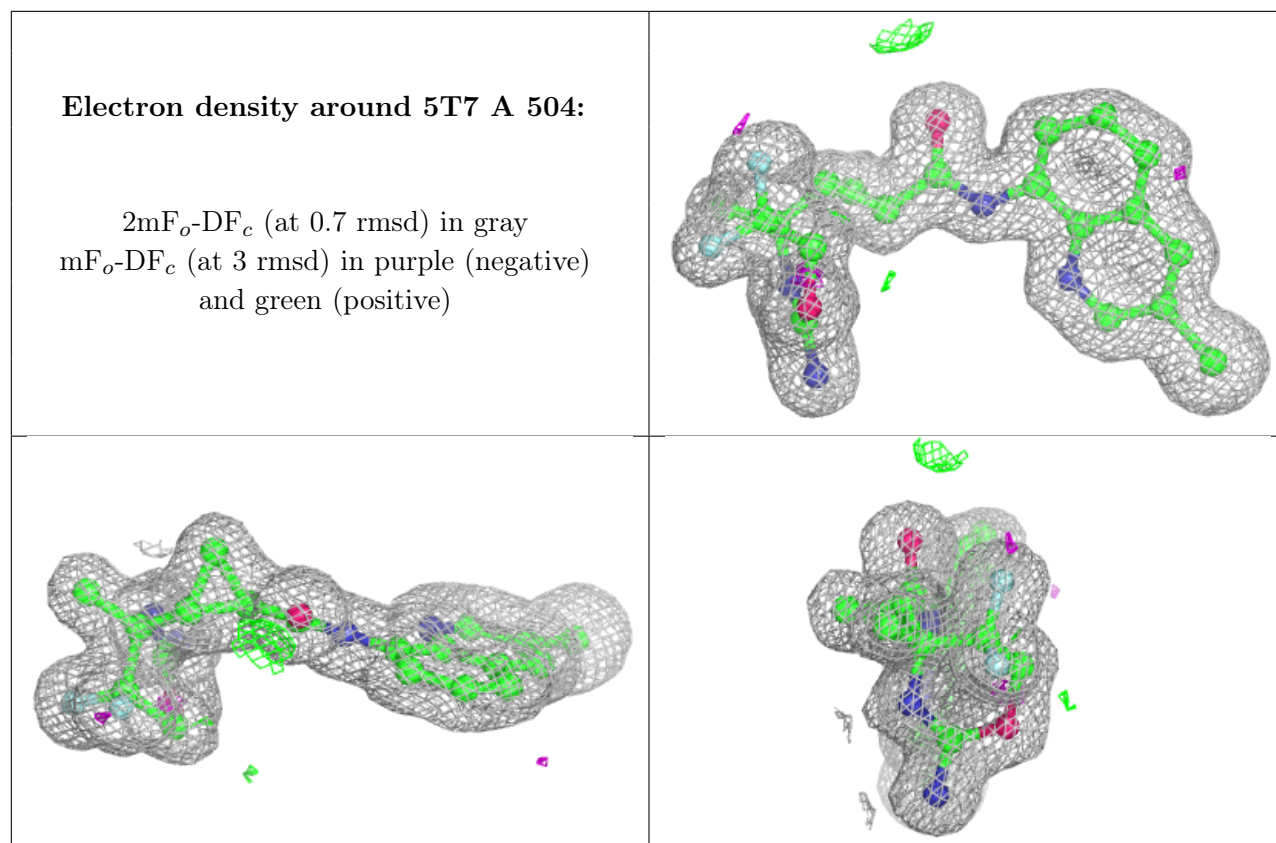 Electron density around 5T7 A 504:
2mFₒ-DF𝒸 (at 0.7 rmsd) in gray
mFₒ-DF𝒸 (at 3 rmsd) in purple (negative)
and green (positive)